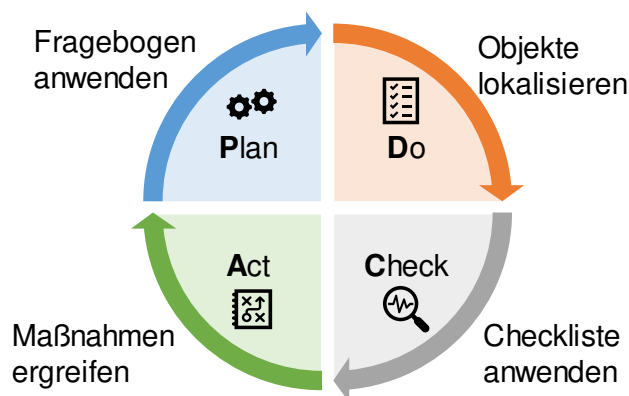 Fragebogen
anwenden
Objekte
lokalisieren
Plan
Do
Act
Check
Maßnahmen
ergreifen
Checkliste
anwenden